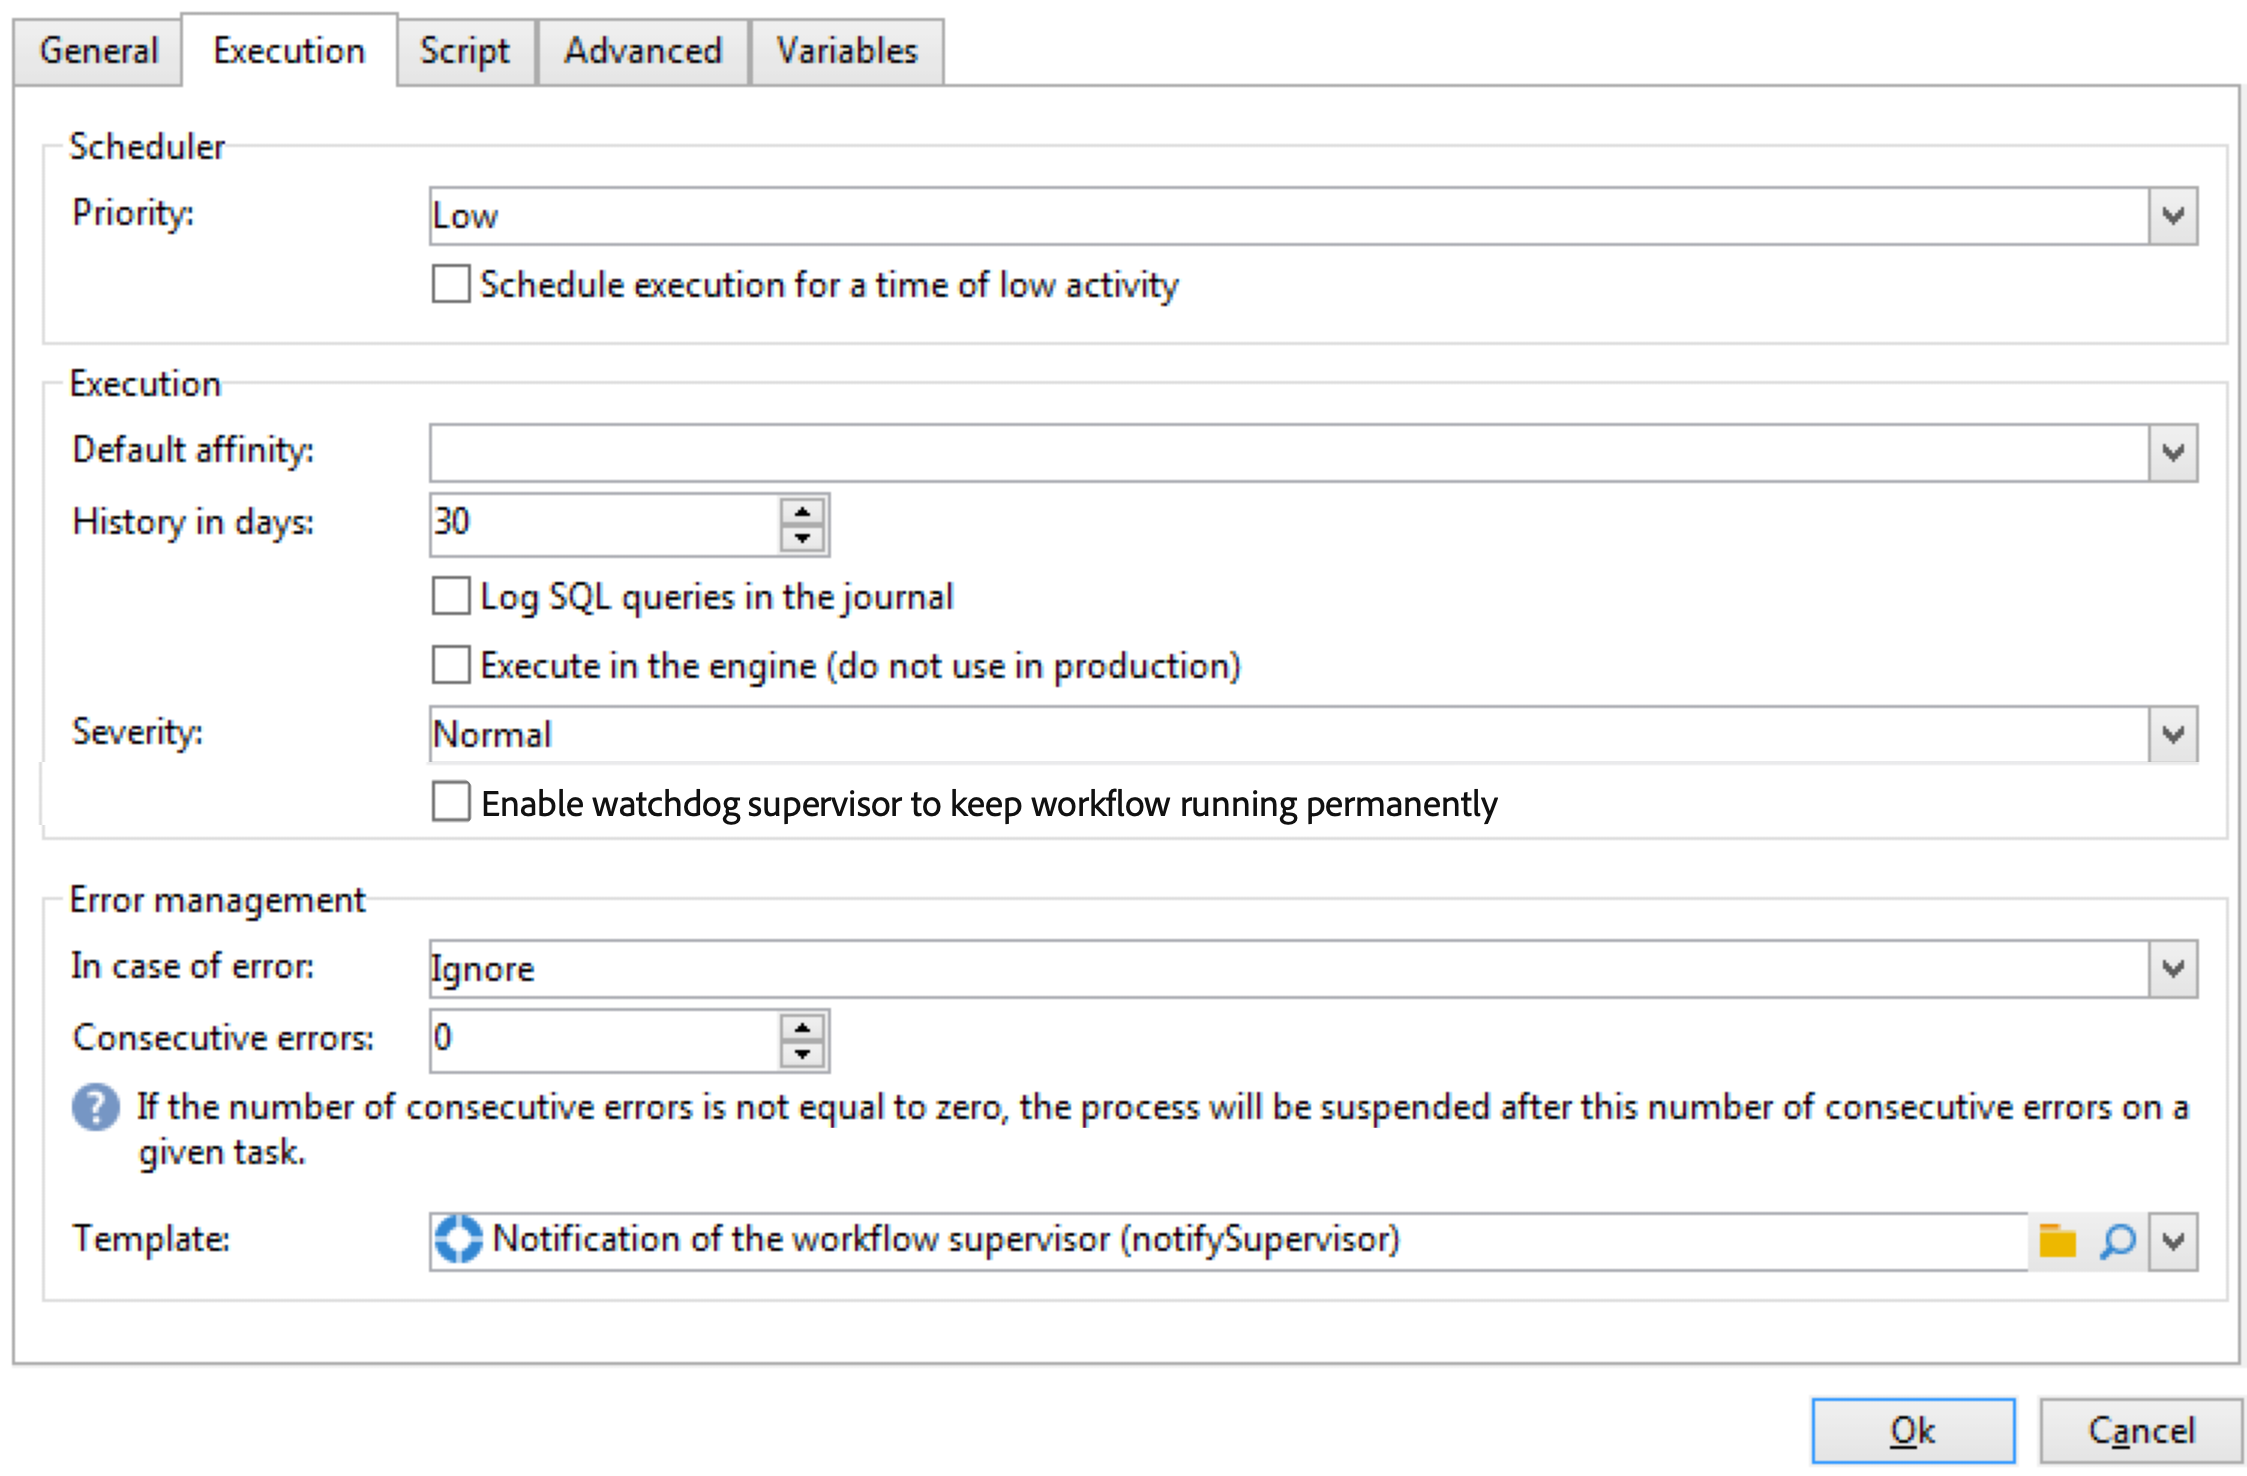 General Execution Script Advanced Variables
Scheduler
Priority: Low
Schedule execution for a time of low activity
Execution
Default affinity:
History in days: 30
Log SQL queries in the journal
Execute in the engine (do not use in production)
Severity: Normal
Enable watchdog supervisor to keep workflow running permanently
Error management
In case of error: Ignore
Consecutive errors: 0
? If the number of consecutive errors is not equal to zero, the process will be suspended after this number of consecutive errors on a
given task.
Template: Notification of the workflow supervisor (notifySupervisor)
Ok Cancel